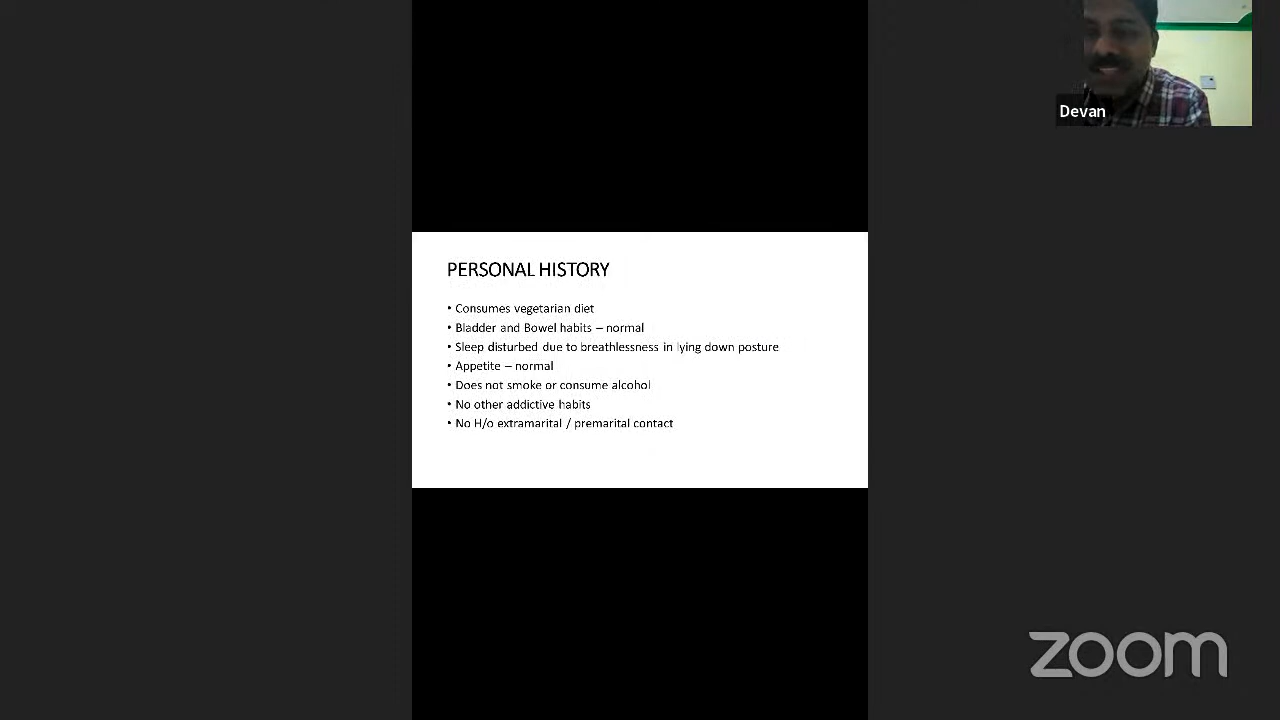 Devan
PERSONAL HISTORY
• Consumes vegetarian diet
• Bladder and Bowel habits – normal
• Sleep disturbed due to breathlessness in lying down posture
• Appetite – normal
• Does not smoke or consume alcohol
• No other addictive habits
• No H/o extramarital / premarital contact
zoom